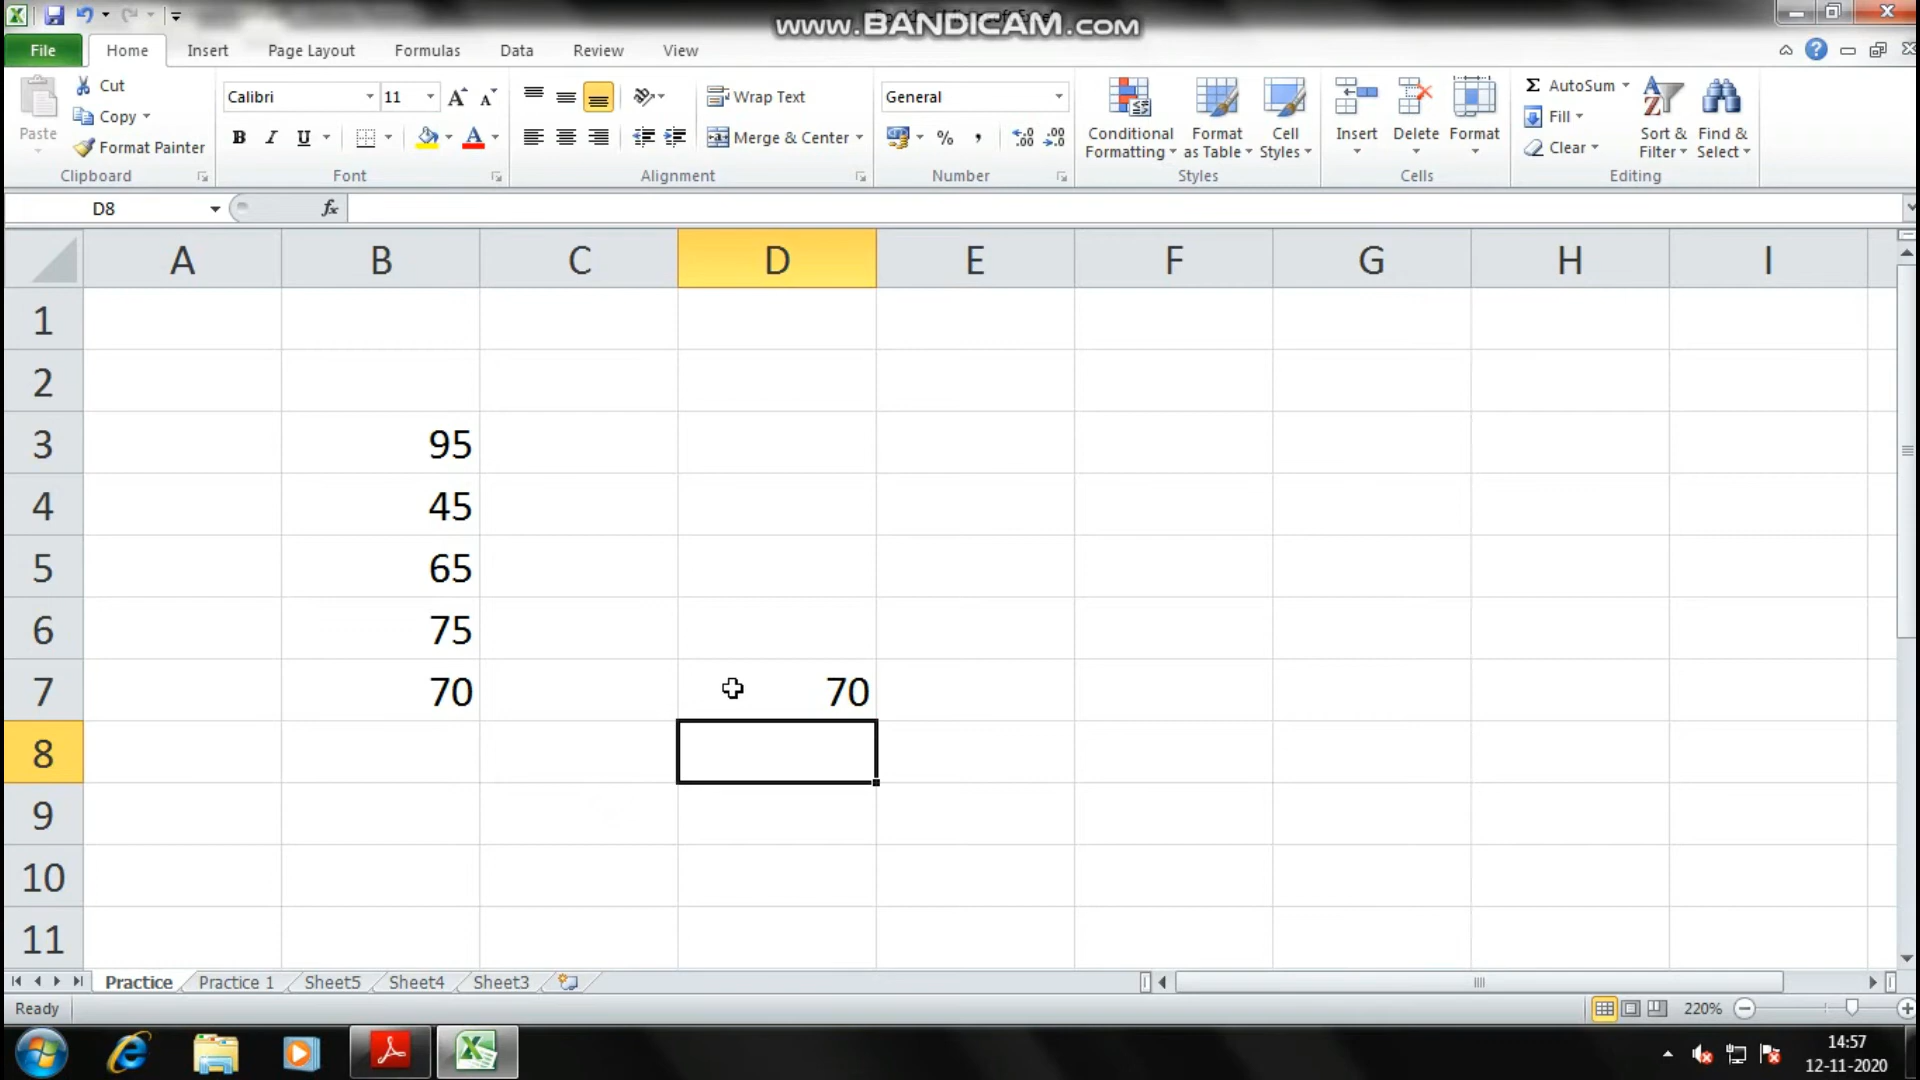 www.BANDICAM.com
File Home Insert Page Layout Formulas Data Review View
Paste
Cut
Copy
Format Painter
Clipboard
Calibri 11
B I U
Font
Wrap Text
Merge & Center
Alignment
General
%
Number
Conditional Formatting
Format as Table
Cell Styles
Styles
Insert Delete Format
Cells
AutoSum
Fill
Clear
Sort & Filter
Find & Select
Editing
D8 fx
A B C D E F G H I
1
2
3 95
4 45
5 65
6 75
7 70 70
8
9
10
11
Practice Practice 1 Sheet5 Sheet4 Sheet3
Ready 220%
14:57
12-11-2020